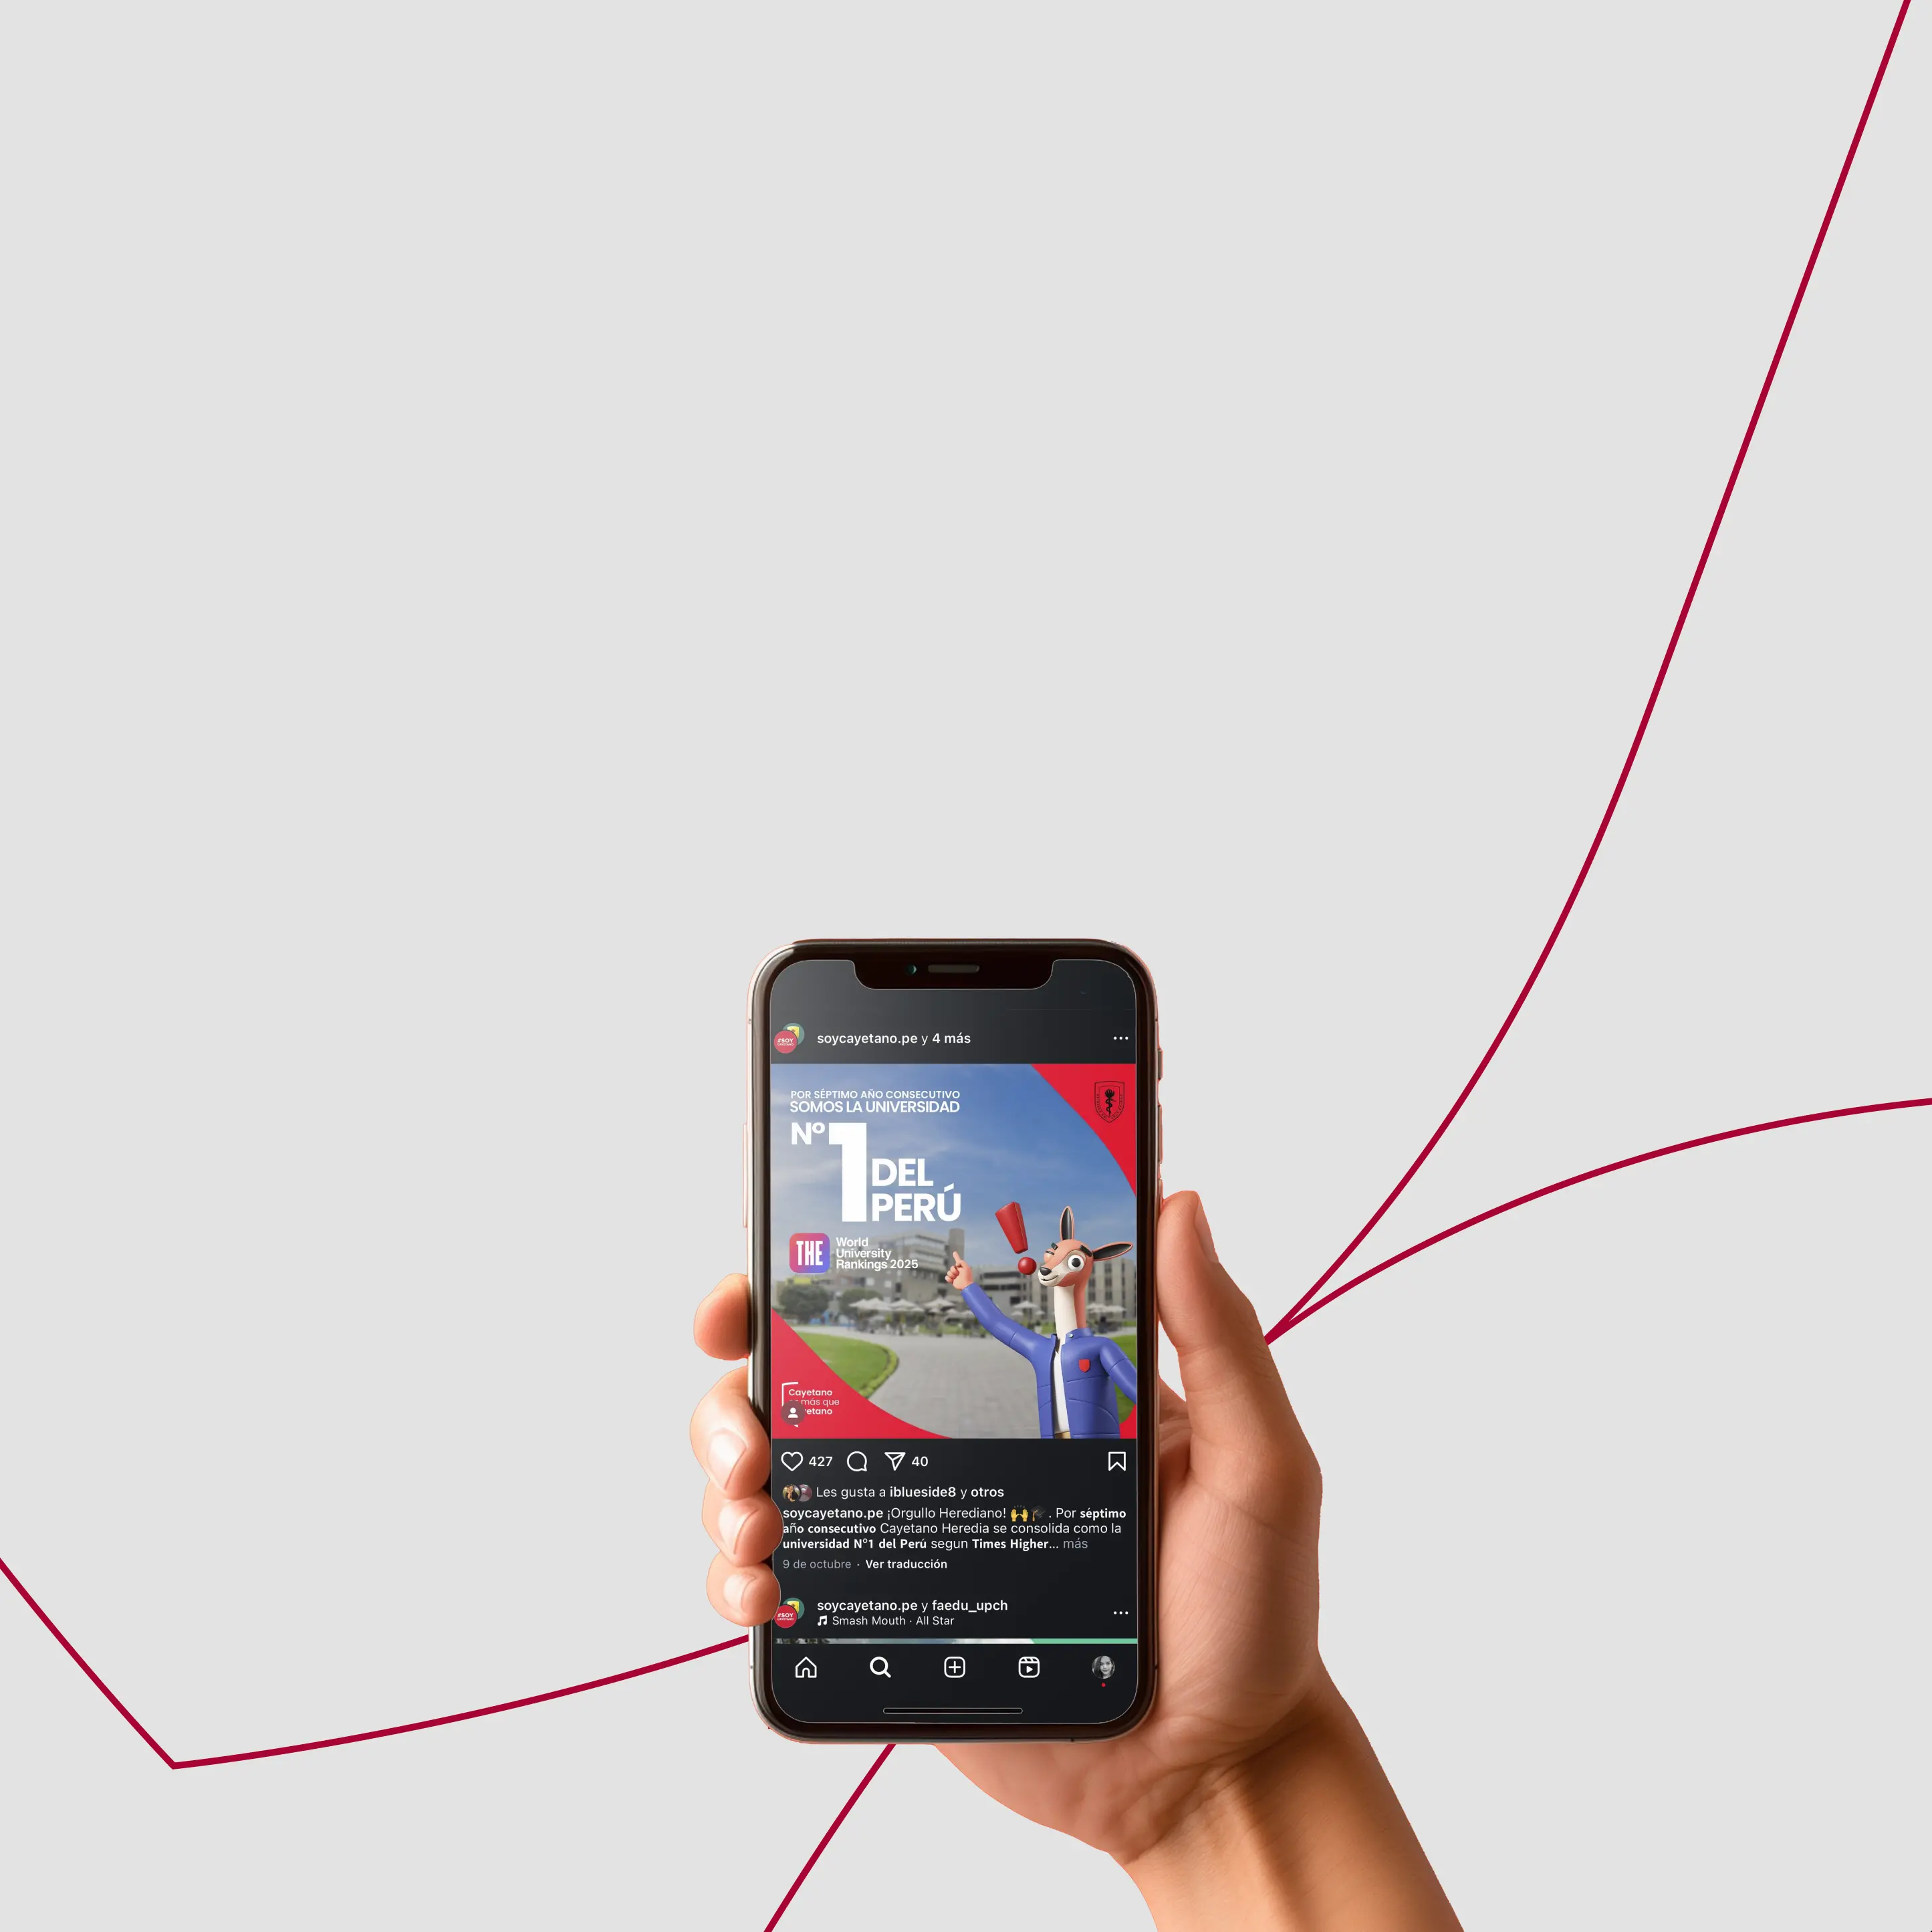 soycayetano.pe y 4 más
POR SÉPTIMO AÑO CONSECUTIVO
SOMOS LA UNIVERSIDAD
Nº1 DEL
PERÚ
THE World
University
Rankings 2025
Cayetano
más que
427 40
Les gusta a iblueside8 y otros
soycayetano.pe ¡Orgullo Herediano! 🙌🎓. Por séptimo
año consecutivo Cayetano Heredia se consolida como la
universidad N°1 del Perú segun Times Higher... más
9 de octubre · Ver traducción
#SOY
soycayetano.pe y faedu_upch
Smash Mouth · All Star